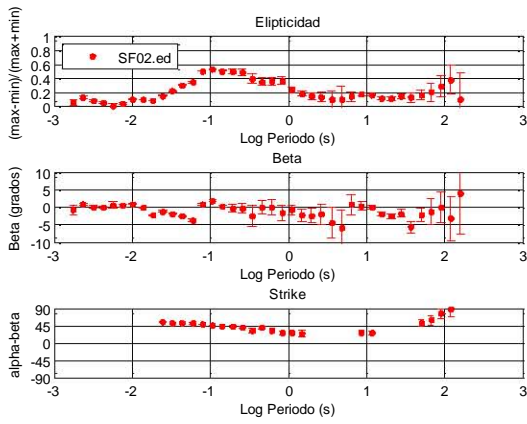 Elipticidad
(max-min)/(max+min)
1
0.8
0.6
0.4
0.2
0
SF02.ed
-3 -2 -1 0 1 2 3
Log Periodo (s)
Beta
Beta (grados)
10
5
0
-5
-10
-3 -2 -1 0 1 2 3
Log Periodo (s)
Strike
alpha-beta
90
45
0
-45
-90
-3 -2 -1 0 1 2 3
Log Periodo (s)